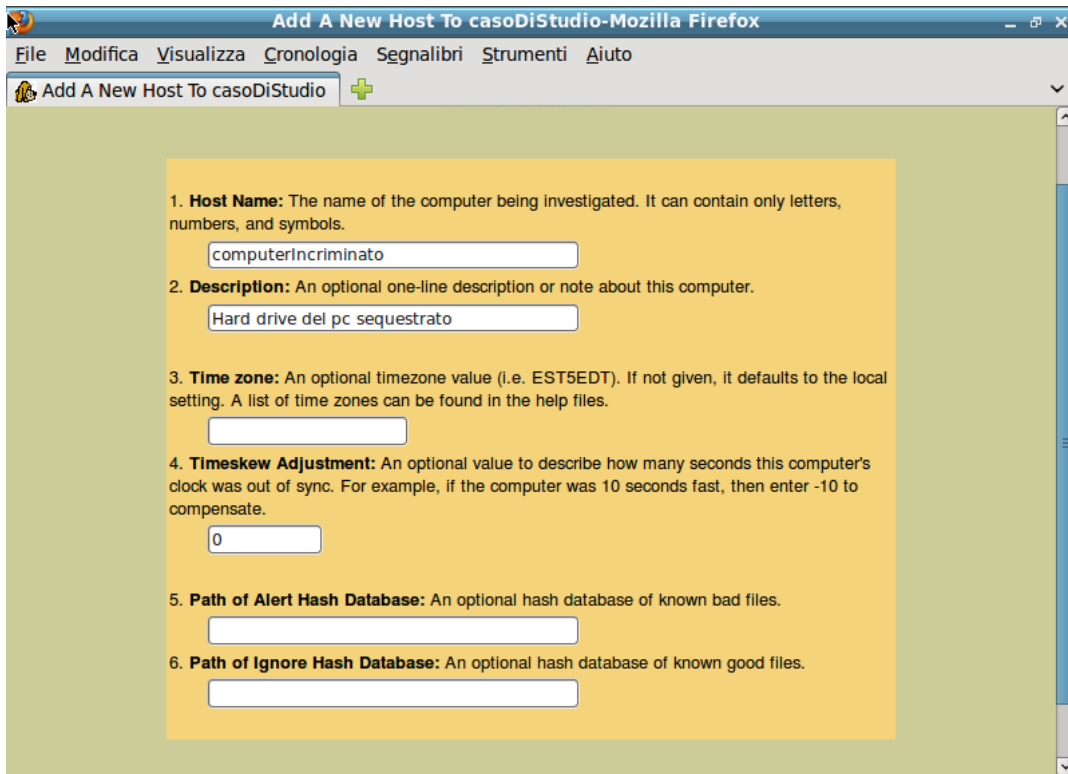 Add A New Host To casoDiStudio-Mozilla Firefox
File Modifica Visualizza Cronologia Segnalibri Strumenti Aiuto
Add A New Host To casoDiStudio
1. Host Name: The name of the computer being investigated. It can contain only letters,
numbers, and symbols.
computerIncriminato
2. Description: An optional one-line description or note about this computer.
Hard drive del pc sequestrato
3. Time zone: An optional timezone value (i.e. EST5EDT). If not given, it defaults to the local
setting. A list of time zones can be found in the help files.
4. Timeskew Adjustment: An optional value to describe how many seconds this computer's
clock was out of sync. For example, if the computer was 10 seconds fast, then enter -10 to
compensate.
0
5. Path of Alert Hash Database: An optional hash database of known bad files.
6. Path of Ignore Hash Database: An optional hash database of known good files.